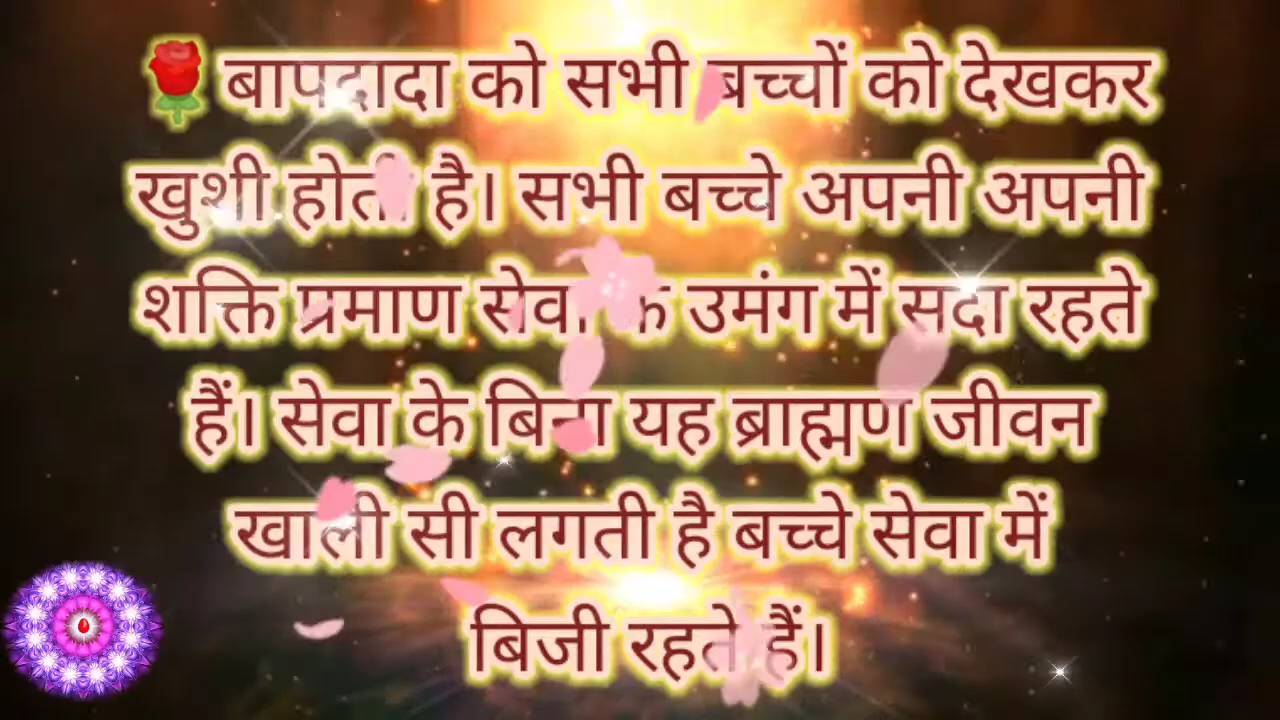 🌹 बापदादा को सभी बच्चों को देखकर
खुशी होती है। सभी बच्चे अपनी अपनी
शक्ति प्रमाण सेवा के उमंग में सदा रहते
हैं। सेवा के बिना यह ब्राह्मण जीवन
खाली सी लगती है बच्चे सेवा में
बिजी रहते हैं।